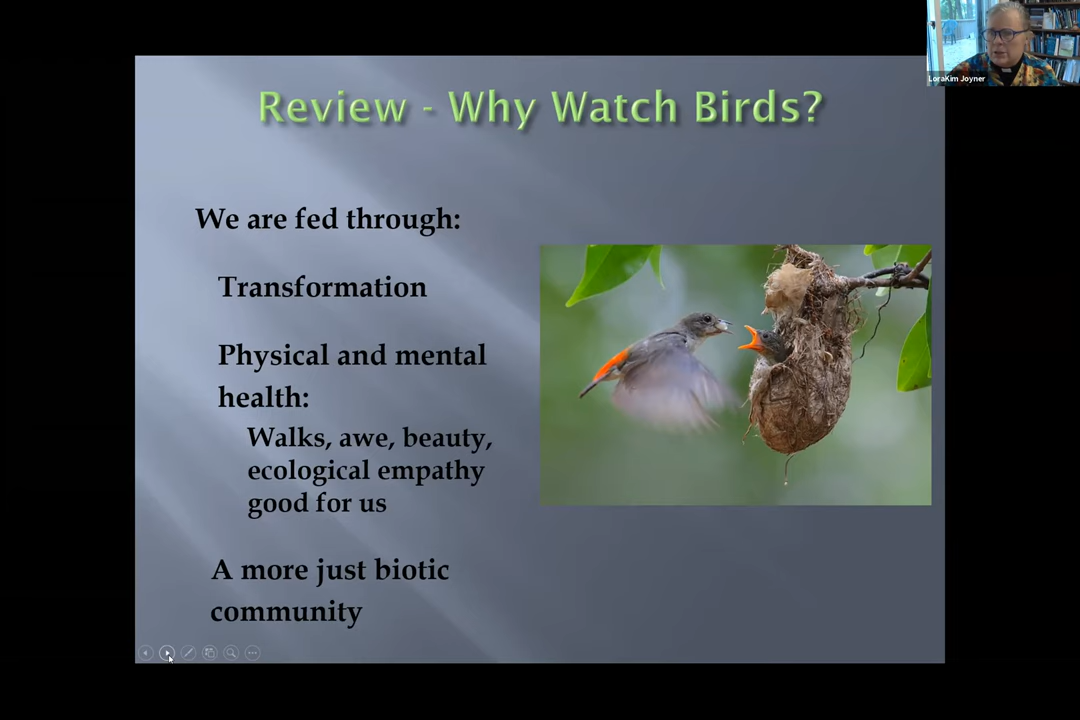 LoraKim Joyner
Review - Why Watch Birds?
We are fed through:
Transformation
Physical and mental
health:
Walks, awe, beauty,
ecological empathy
good for us
A more just biotic
community